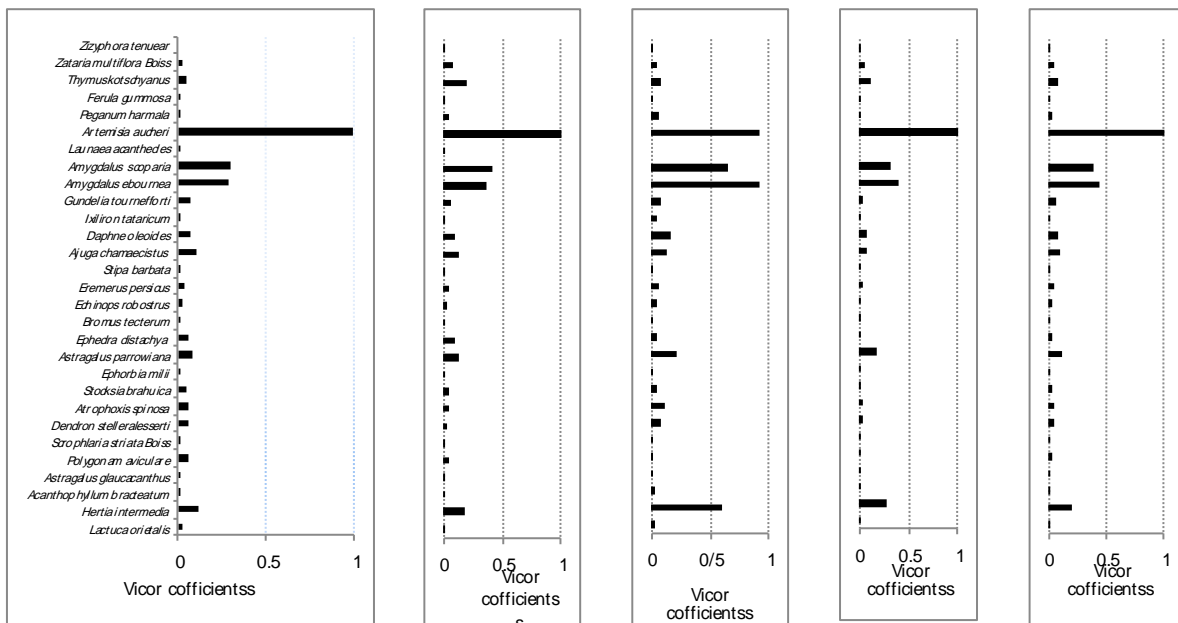 Zizyphora tenuear
Zataria multiflora Boiss
Thymus kotschyanus
Ferula gummosa
Peganum harmala
Artemisia aucheri
Launaea acanthodes
Amygdalus scoparia
Amygdalus ebournea
Gundelia tournefforti
Ixiliron tataricum
Daphne oleoides
Ajuga chamaecistus
Stipa barbata
Eremerus persicus
Echinops robostrus
Bromus tecterum
Ephedra distachya
Astragalus parrowiana
Ephorbia milii
Stocksia brahuica
Atrophoxis spinosa
Dendron stelleralesserti
Scrophlaria striata Boiss
Polygonam aviculare
Astragalus glaucacanthus
Acanthophyllum bracteatum
Hertia intermedia
Lactuca orietalis
0 0.5 1
Vicor cofficientss
0 0.5 1
Vicor
cofficients
s
0 0/5 1
Vicor
cofficientss
0 0.5 1
Vicor
cofficientss
0 0.5 1
Vicor
cofficientss